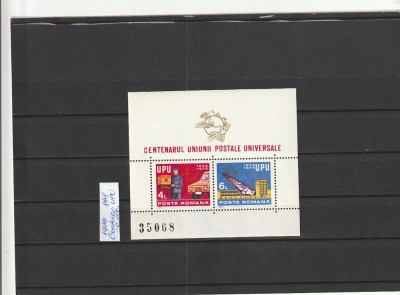 CENTENARUL UNIUNII POSTALE UNIVERSALE
UPU 1874 1974
4L
POSTA ROMANA
1874 1974 UPU
6L
POSTA ROMANA
35068